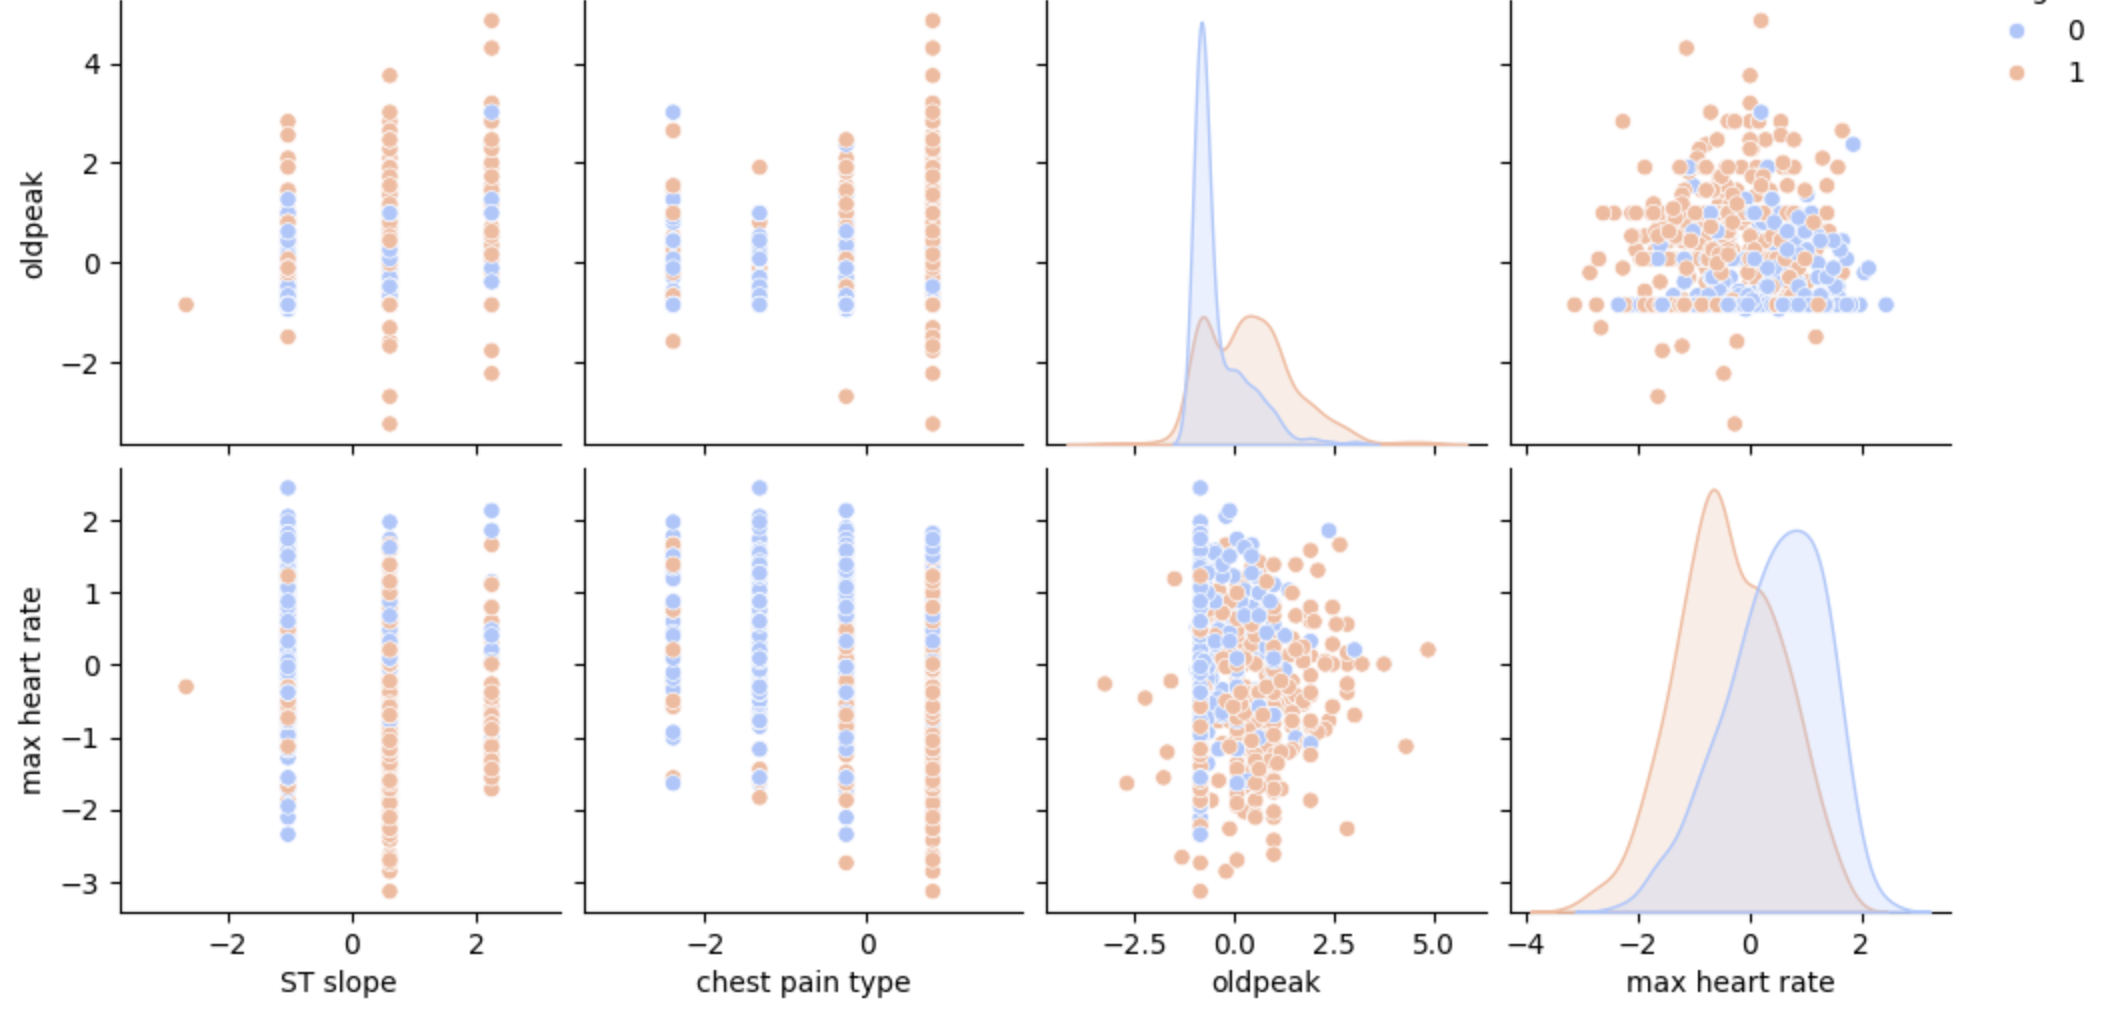 0
1
4
2
0
−2
oldpeak
2
1
0
−1
−2
−3
max heart rate
−2 0 2
−2 0
−2.5 0.0 2.5 5.0
−4 −2 0 2
ST slope
chest pain type
oldpeak
max heart rate